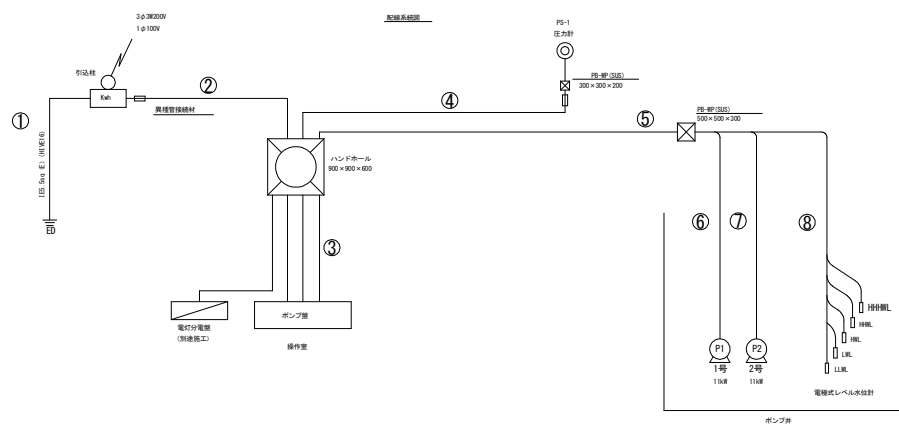 配線系統図
3φ3W200V
1φ100V
引込柱
Kwh
①
②
異種管接続材
IE5.5sq (E) (HIVE16)
ED
PS-1
圧力計
PB-WP(SUS)
300×300×200
④
⑤
PB-WP(SUS)
500×500×300
ハンドホール
900×900×600
③
⑥
⑦
⑧
電灯分電盤
(別途施工)
ポンプ盤
操作室
P1
1号
11kW
P2
2号
11kW
HHHWL
HHWL
HWL
LWL
LLWL
電極式レベル水位計
ポンプ井